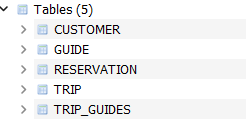 Tables (5)
CUSTOMER
GUIDE
RESERVATION
TRIP
TRIP_GUIDES